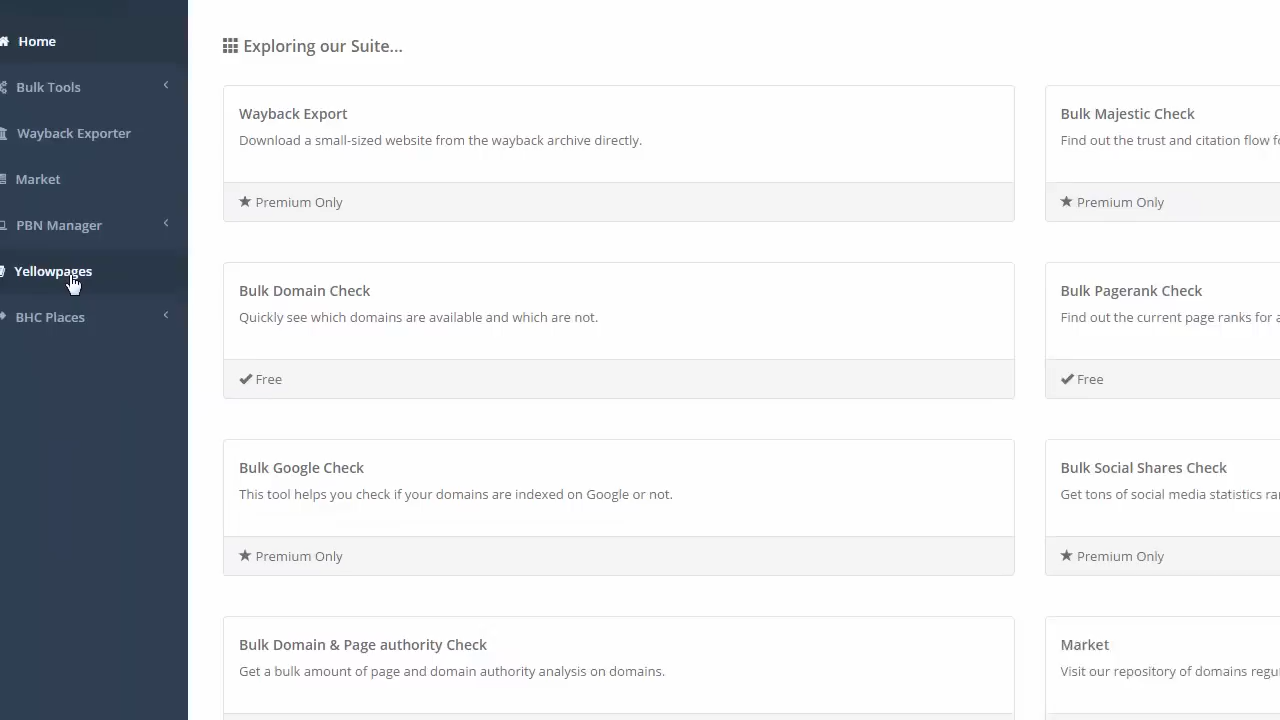 Home
Bulk Tools
Wayback Exporter
Market
PBN Manager
Yellowpages
BHC Places
Exploring our Suite...
Wayback Export
Download a small-sized website from the wayback archive directly.
Premium Only
Bulk Majestic Check
Find out the trust and citation flow
Premium Only
Bulk Domain Check
Quickly see which domains are available and which are not.
Free
Bulk Pagerank Check
Find out the current page ranks for
Free
Bulk Google Check
This tool helps you check if your domains are indexed on Google or not.
Premium Only
Bulk Social Shares Check
Get tons of social media statistics
Premium Only
Bulk Domain & Page authority Check
Get a bulk amount of page and domain authority analysis on domains.
Market
Visit our repository of domains